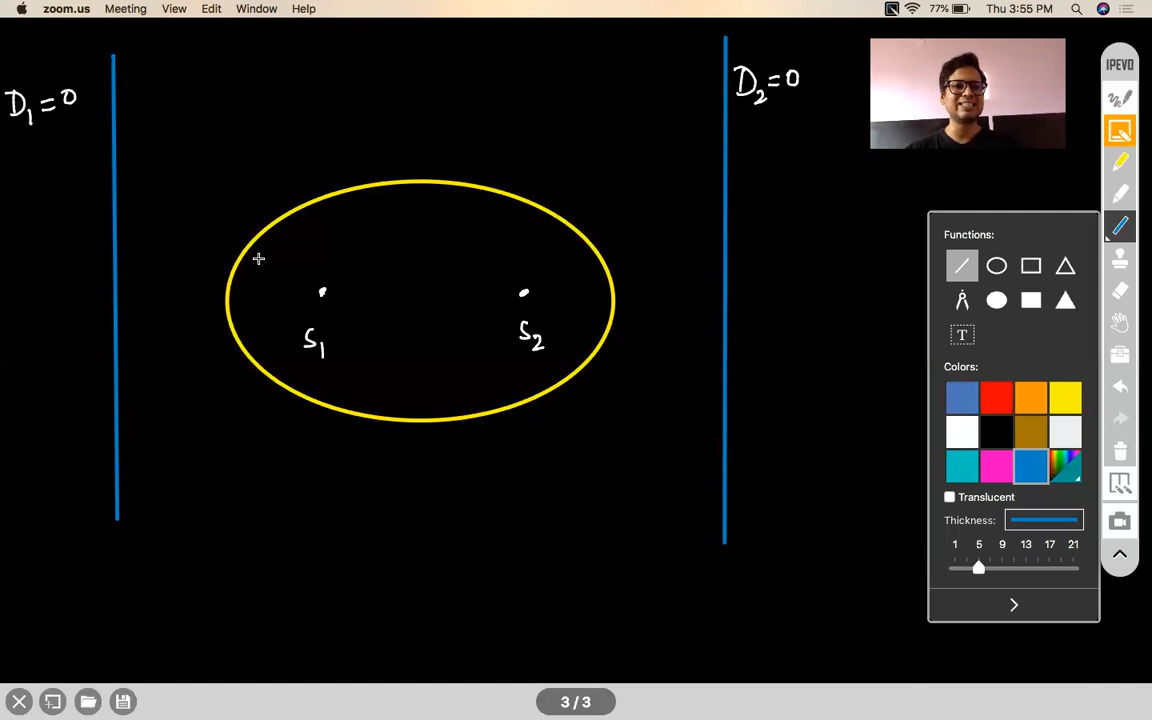 zoom.us Meeting View Edit Window Help
77% Thu 3:55 PM
D₁=0
D₂=0
IPEVO
S₁
S₂
Functions:
T
Colors:
Translucent
Thickness:
1 5 9 13 17 21
3 / 3